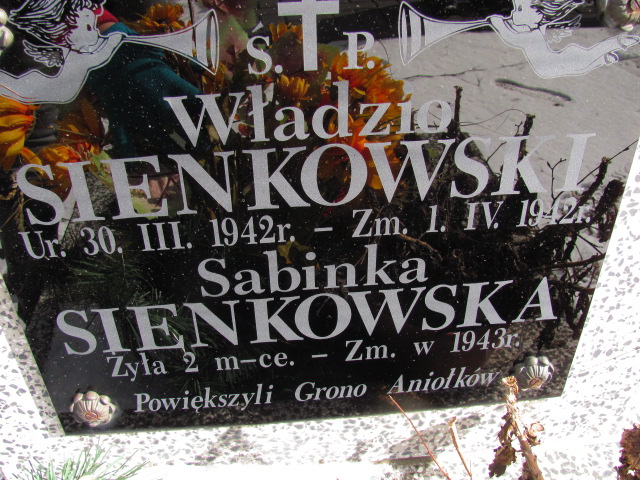 Ś. P.
Władzio
SIENKOWSKI
Ur. 30. III. 1942r. – Zm. 1. IV. 1942r.
Sabinka
SIENKOWSKA
Żyła 2 m-ce. – Zm. w 1943r.
Powiększyli Grono Aniołków